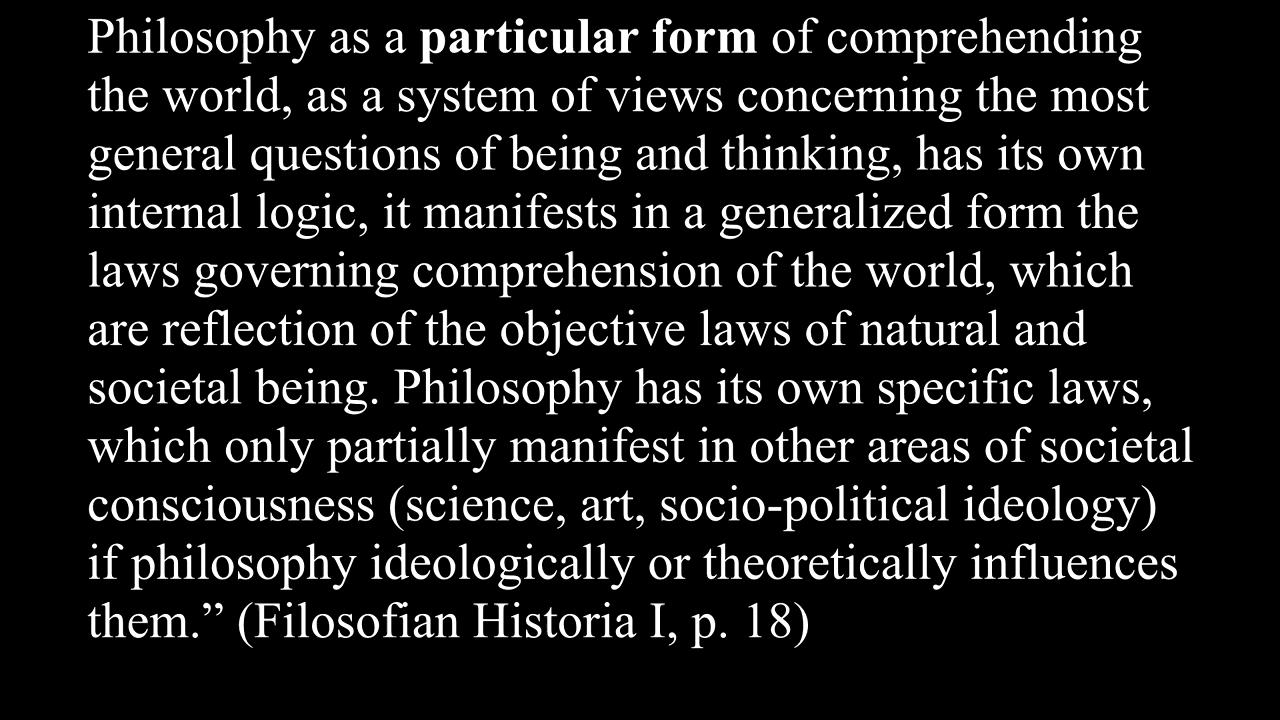 Philosophy as a particular form of comprehending
the world, as a system of views concerning the most
general questions of being and thinking, has its own
internal logic, it manifests in a generalized form the
laws governing comprehension of the world, which
are reflection of the objective laws of natural and
societal being. Philosophy has its own specific laws,
which only partially manifest in other areas of societal
consciousness (science, art, socio-political ideology)
if philosophy ideologically or theoretically influences
them.” (Filosofian Historia I, p. 18)